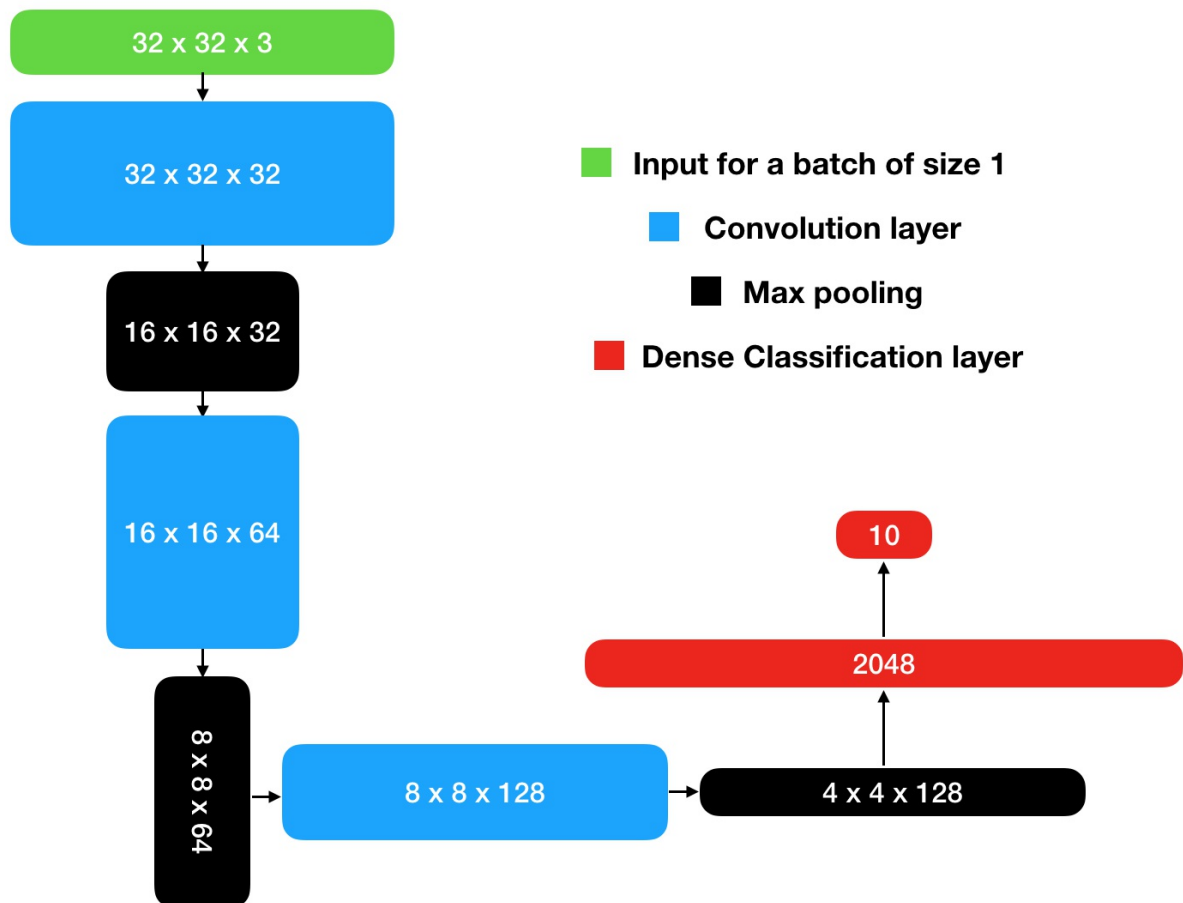 32 x 32 x 3
32 x 32 x 32
16 x 16 x 32
16 x 16 x 64
8 x 8 x 64
8 x 8 x 128
4 x 4 x 128
2048
10
Input for a batch of size 1
Convolution layer
Max pooling
Dense Classification layer